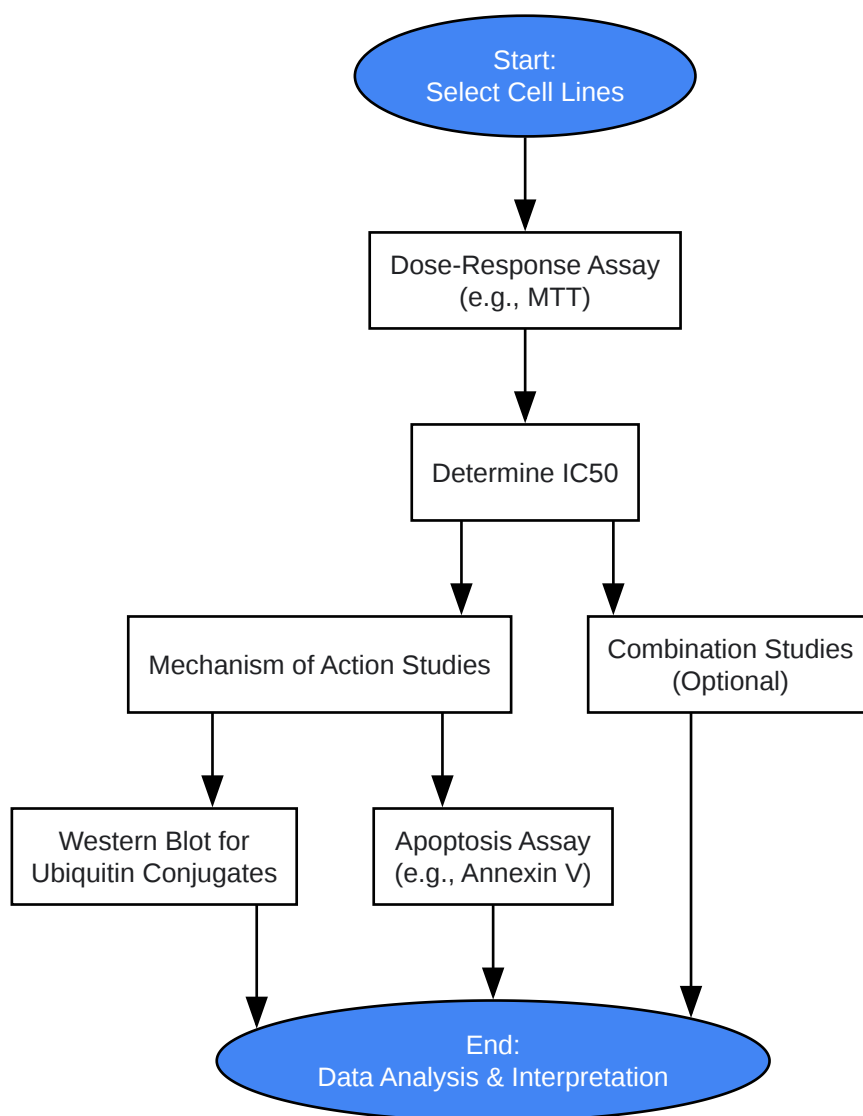 Start:
Select Cell Lines
Dose-Response Assay
(e.g., MTT)
Determine IC50
Mechanism of Action Studies
Combination Studies
(Optional)
Western Blot for
Ubiquitin Conjugates
Apoptosis Assay
(e.g., Annexin V)
End:
Data Analysis & Interpretation